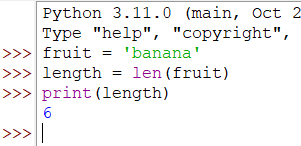 Python 3.11.0 (main, Oct 2
Type "help", "copyright",
>>> fruit = 'banana'
>>> length = len(fruit)
>>> print(length)
6
>>>